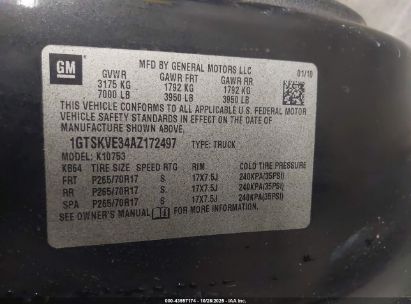 GM
MFD BY GENERAL MOTORS LLC
01/10
GVWR GAWR FRT GAWR RR
3175 KG 1792 KG 1792 KG
7000 LB 3950 LB 3950 LB
THIS VEHICLE CONFORMS TO ALL APPLICABLE U.S. FEDERAL MOTOR
VEHICLE SAFETY STANDARDS IN EFFECT ON THE DATE OF
MANUFACTURE SHOWN ABOVE.
1GTSKVE34AZ172497 TYPE: TRUCK
MODEL: K10753
KB64 TIRE SIZE SPEED RTG RIM COLD TIRE PRESSURE
FRT P265/70R17 S 17X7.5J 240KPA(35PSI)
RR P265/70R17 S 17X7.5J 240KPA(35PSI)
SPA P265/70R17 S 17X7.5J 240KPA(35PSI)
SEE OWNER'S MANUAL FOR MORE INFORMATION.